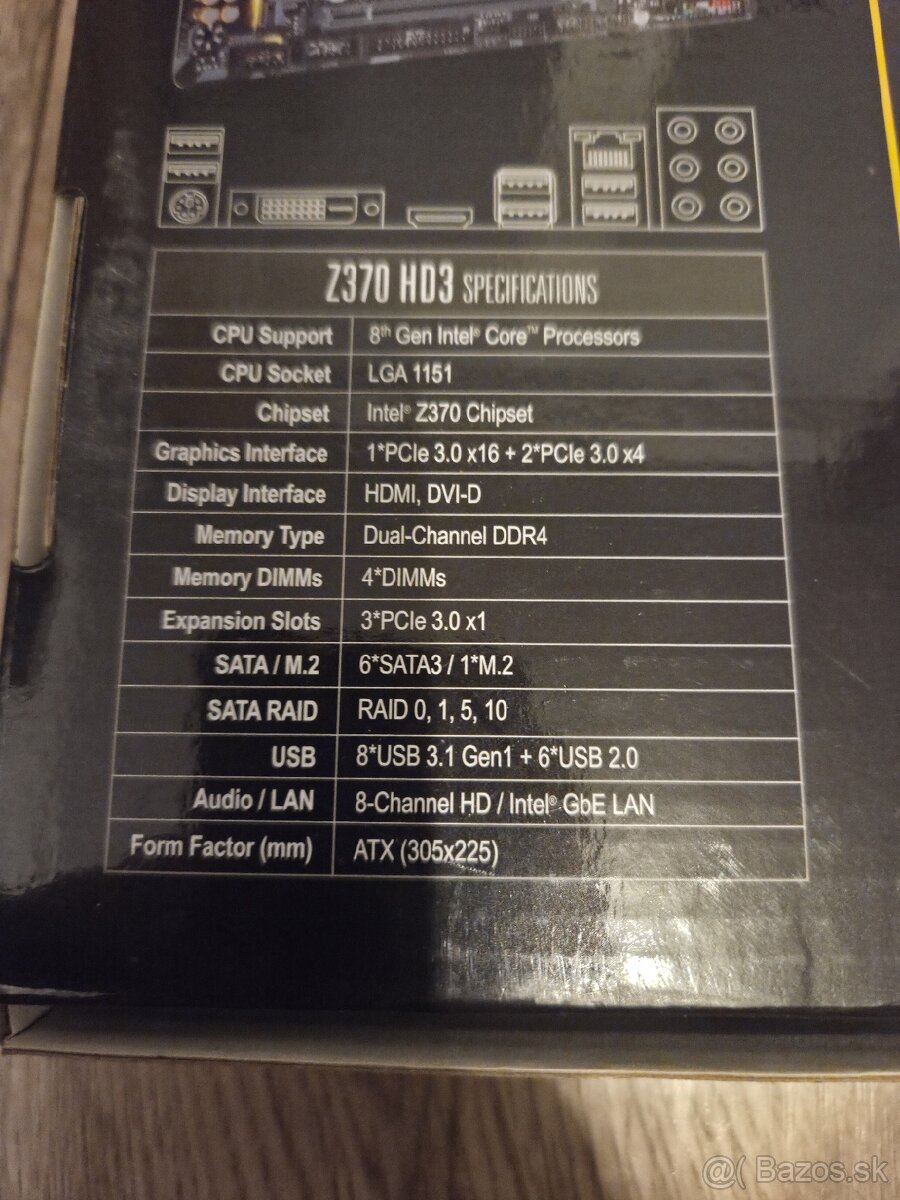 Z370 HD3 SPECIFICATIONS
CPU Support 8th Gen Intel® Core™ Processors
CPU Socket LGA 1151
Chipset Intel® Z370 Chipset
Graphics Interface 1*PCIe 3.0 x16 + 2*PCIe 3.0 x4
Display Interface HDMI, DVI-D
Memory Type Dual-Channel DDR4
Memory DIMMs 4*DIMMs
Expansion Slots 3*PCIe 3.0 x1
SATA / M.2 6*SATA3 / 1*M.2
SATA RAID RAID 0, 1, 5, 10
USB 8*USB 3.1 Gen1 + 6*USB 2.0
Audio / LAN 8-Channel HD / Intel® GbE LAN
Form Factor (mm) ATX (305x225)
@( Bazos.sk